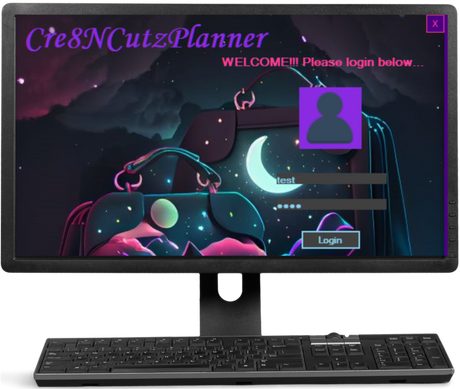 Cre8NCutzPlanner
X
WELCOME!!! Please login below...
test
•••••
Login